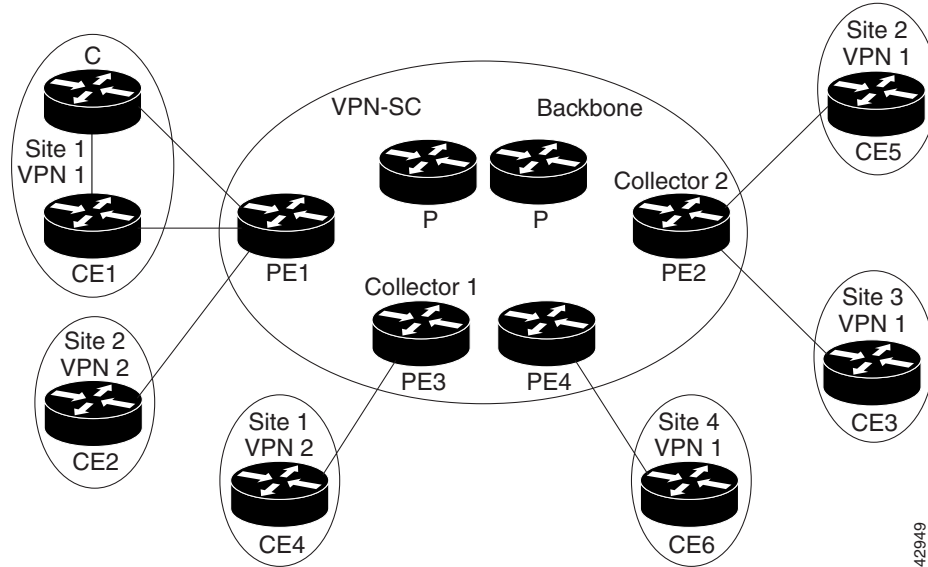 C
Site 1
VPN 1
CE1
Site 2
VPN 2
CE2
VPN-SC
Backbone
P
P
PE1
Collector 1
PE3
PE4
Collector 2
PE2
Site 1
VPN 2
CE4
Site 4
VPN 1
CE6
Site 2
VPN 1
CE5
Site 3
VPN 1
CE3
42949